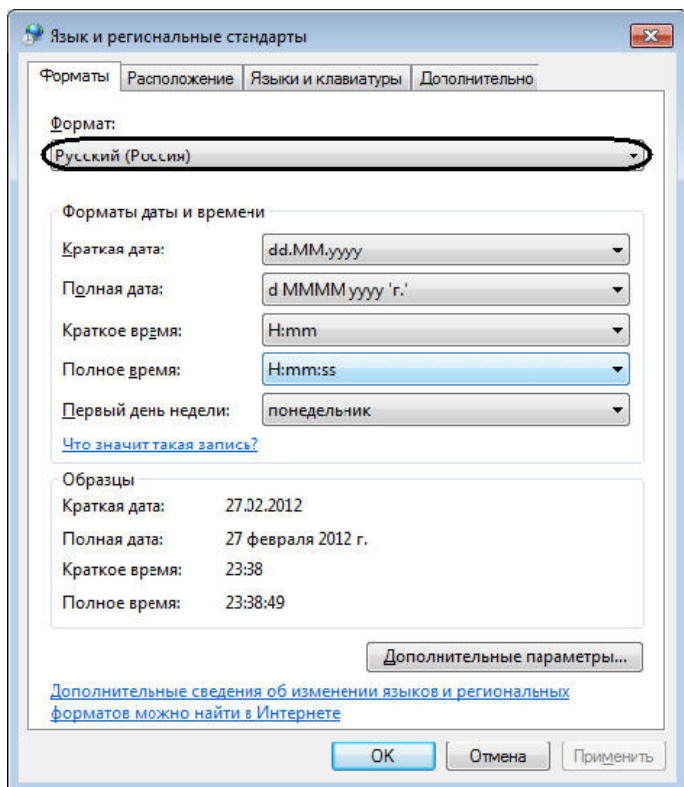 Язык и региональные стандарты
Форматы Расположение Языки и клавиатуры Дополнительно
Формат:
Русский (Россия)
Форматы даты и времени
Краткая дата: dd.MM.yyyy
Полная дата: d MMMM yyyy 'г.'
Краткое время: H:mm
Полное время: H:mm:ss
Первый день недели: понедельник
Что значит такая запись?
Образцы
Краткая дата: 27.02.2012
Полная дата: 27 февраля 2012 г.
Краткое время: 23:38
Полное время: 23:38:49
Дополнительные параметры...
Дополнительные сведения об изменении языков и региональных
форматов можно найти в Интернете
OK Отмена Применить